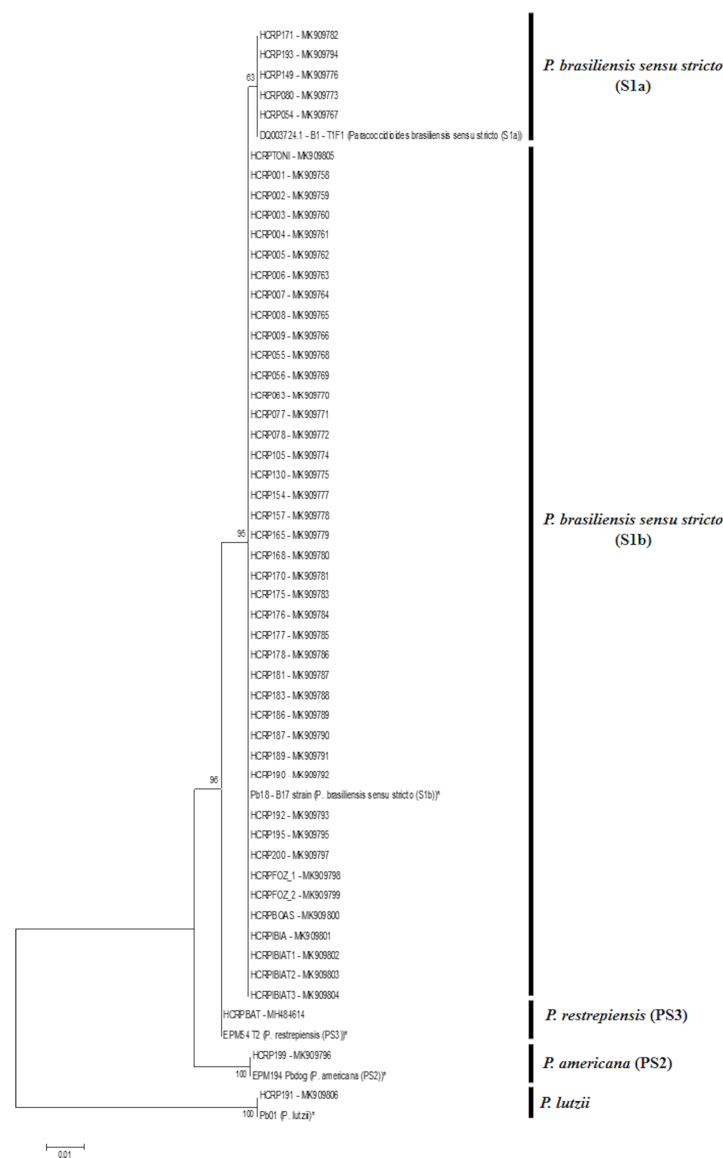 HCRP171 - MK909782
HCRP193 - MK909794
63
HCRP149 - MK909776
HCRP080 - MK909773
HCRP054 - MK909767
DQ003724.1 - B1 - T1F1 (Paracoccidioides brasiliensis sensu stricto (S1a))
P. brasiliensis sensu stricto
(S1a)
HCRPTONI - MK909805
HCRP001 - MK909758
HCRP002 - MK909759
HCRP003 - MK909760
HCRP004 - MK909761
HCRP005 - MK909762
HCRP006 - MK909763
HCRP007 - MK909764
HCRP008 - MK909765
HCRP009 - MK909766
HCRP055 - MK909768
HCRP056 - MK909769
HCRP063 - MK909770
HCRP077 - MK909771
HCRP078 - MK909772
HCRP105 - MK909774
HCRP130 - MK909775
HCRP154 - MK909777
HCRP157 - MK909778
95
HCRP165 - MK909779
HCRP168 - MK909780
HCRP170 - MK909781
HCRP175 - MK909783
HCRP176 - MK909784
HCRP177 - MK909785
HCRP178 - MK909786
HCRP181 - MK909787
HCRP183 - MK909788
HCRP186 - MK909789
HCRP187 - MK909790
HCRP189 - MK909791
HCRP190 - MK909792
96
Pb18 - B17 strain (P. brasiliensis sensu stricto (S1b))*
HCRP192 - MK909793
HCRP195 - MK909795
HCRP200 - MK909797
HCRPFOZ_1 - MK909798
HCRPFOZ_2 - MK909799
HCRPBOAS - MK909800
HCRPIBIA - MK909801
HCRPIBIAT1 - MK909802
HCRPIBIAT2 - MK909803
HCRPIBIAT3 - MK909804
P. brasiliensis sensu stricto
(S1b)
HCRPBAT - MH484614
EPM54 T2 (P. restrepiensis (PS3))*
P. restrepiensis (PS3)
HCRP199 - MK909796
100
EPM194 Pbdog (P. americana (PS2))*
P. americana (PS2)
HCRP191 - MK909806
100
Pb01 (P. lutzii)*
P. lutzii
0.01